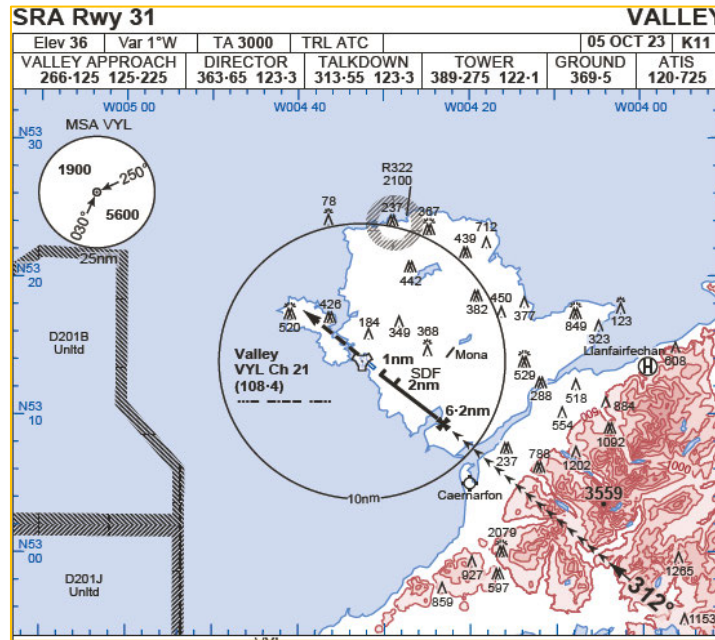 SRA Rwy 31 VALLEY
Elev 36 Var 1°W TA 3000 TRL ATC 05 OCT 23 K11
VALLEY APPROACH DIRECTOR TALKDOWN TOWER GROUND ATIS
266·125 125·225 363·65 123·3 313·55 123·3 389·275 122·1 369·5 120·725
W005 00 W004 40 W004 20 W004 00
N53
30
MSA VYL
1900
250°
030°
5600
25nm
R322
2100
78
237
367
712
439
442
N53
20
426
520
184
349
368
382
450
377
849
323
123
Llanfairfechan
608
H
D201B
Unltd
Valley
VYL Ch 21
(108·4)
1nm
SDF
2nm
Mona
529
288
518
554
884
600
1092
N53
10
6·2nm
237
788
1202
1000
Caernarfon
3559
10nm
N53
00
2079
927
597
859
312°
1265
1153
D201J
Unltd